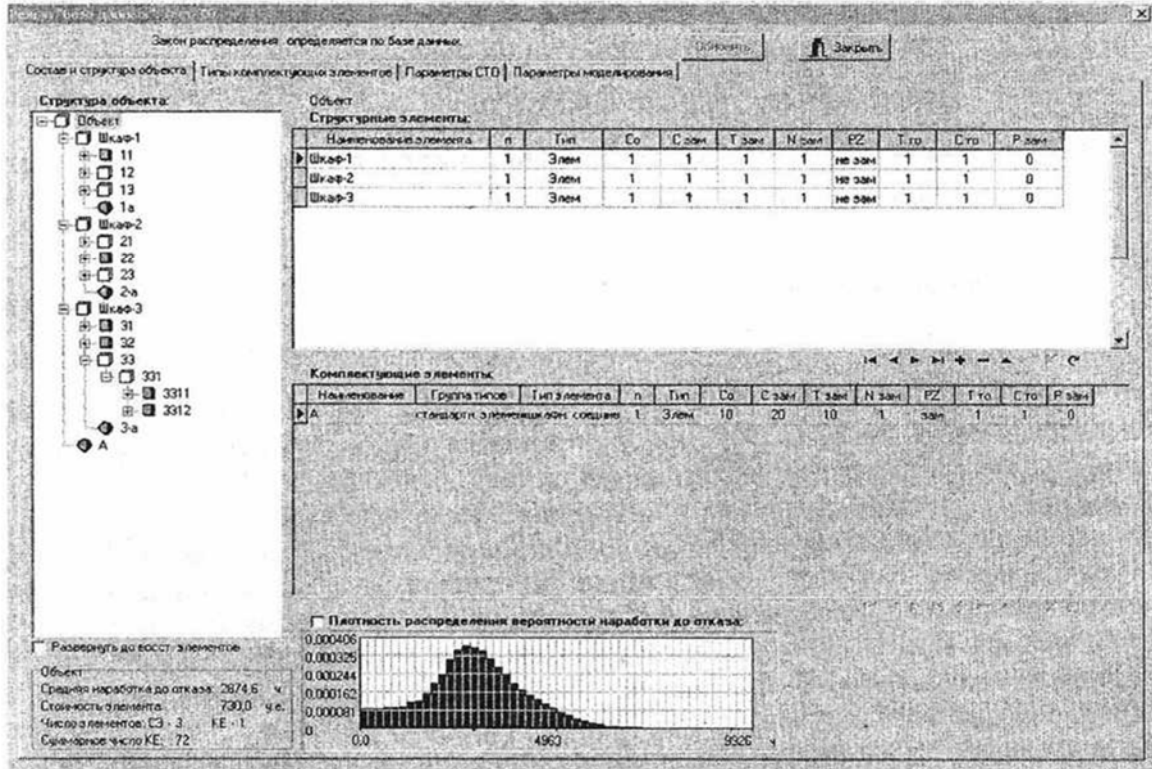 Закон распределения определяется по базе данных.
Обновить
Закрыть
Состав и структура объекта
Типы комплектующих элементов
Параметры СТО
Параметры моделирования
Структура объекта:
Объект
Шкаф-1
11
12
13
1а
Шкаф-2
21
22
23
2-а
Шкаф-3
31
32
33
331
3311
3312
3-а
А
Развернуть до восст. элементов
Объект
Средняя наработка до отказа: 2874,6 ч.
Стоимость элемента: 730,0 у.е.
Число элементов: СЭ - 3 КЕ - 1
Суммарное число КЕ: 72
Объект
Структурные элементы:
Наименование элемента n Тип Со С зам Т зам N зам PZ Т то С то Р зам
Шкаф-1 1 Элем 1 1 1 1 не зам 1 1 0
Шкаф-2 1 Элем 1 1 1 1 не зам 1 1 0
Шкаф-3 1 Элем 1 1 1 1 не зам 1 1 0
Комплектующие элементы:
Наименование Группа типов Тип элемента n Тип Со С зам Т зам N зам PZ Т то С то Р зам
А стандартн. элемен шкафн. соедине 1 Элем 10 20 10 1 зам 1 1 0
Плотность распределения вероятности наработки до отказа:
0,000406
0,000325
0,000244
0,000162
0,000081
0
0,0 4963 9926 ч